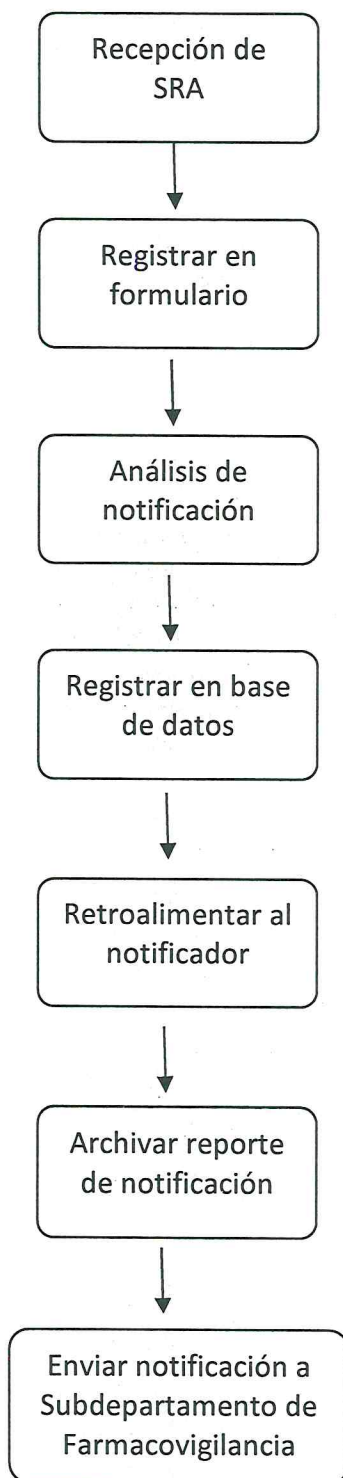 Recepción de
SRA
Registrar en
formulario
Análisis de
notificación
Registrar en base
de datos
Retroalimentar al
notificador
Archivar reporte
de notificación
Enviar notificación a
Subdepartamento de
Farmacovigilancia